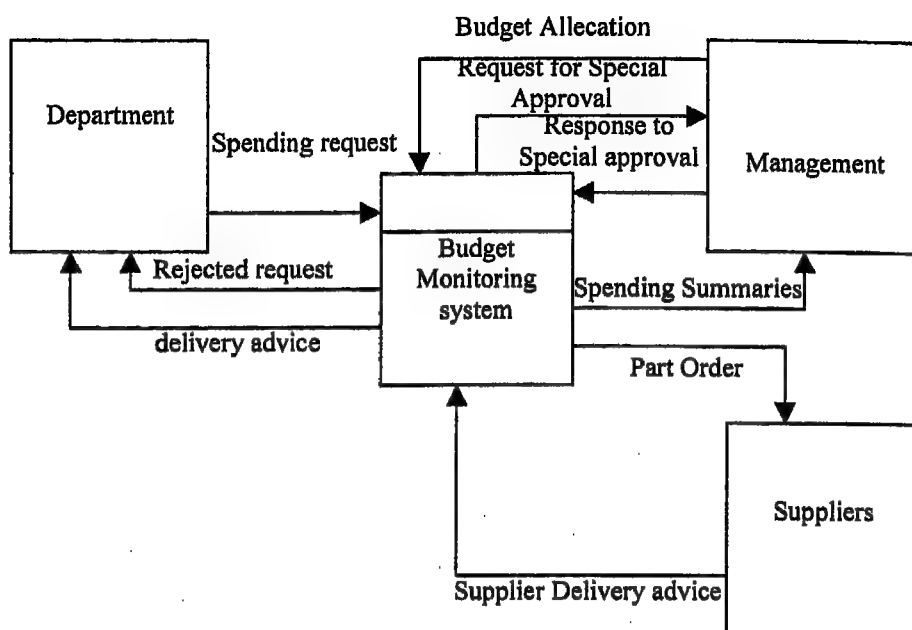 Budget Allecation
Request for Special
Approval
Response to
Special approval
Department
Spending request
Management
Budget
Monitoring
system
Rejected request
delivery advice
Spending Summaries
Part Order
Suppliers
Supplier Delivery advice